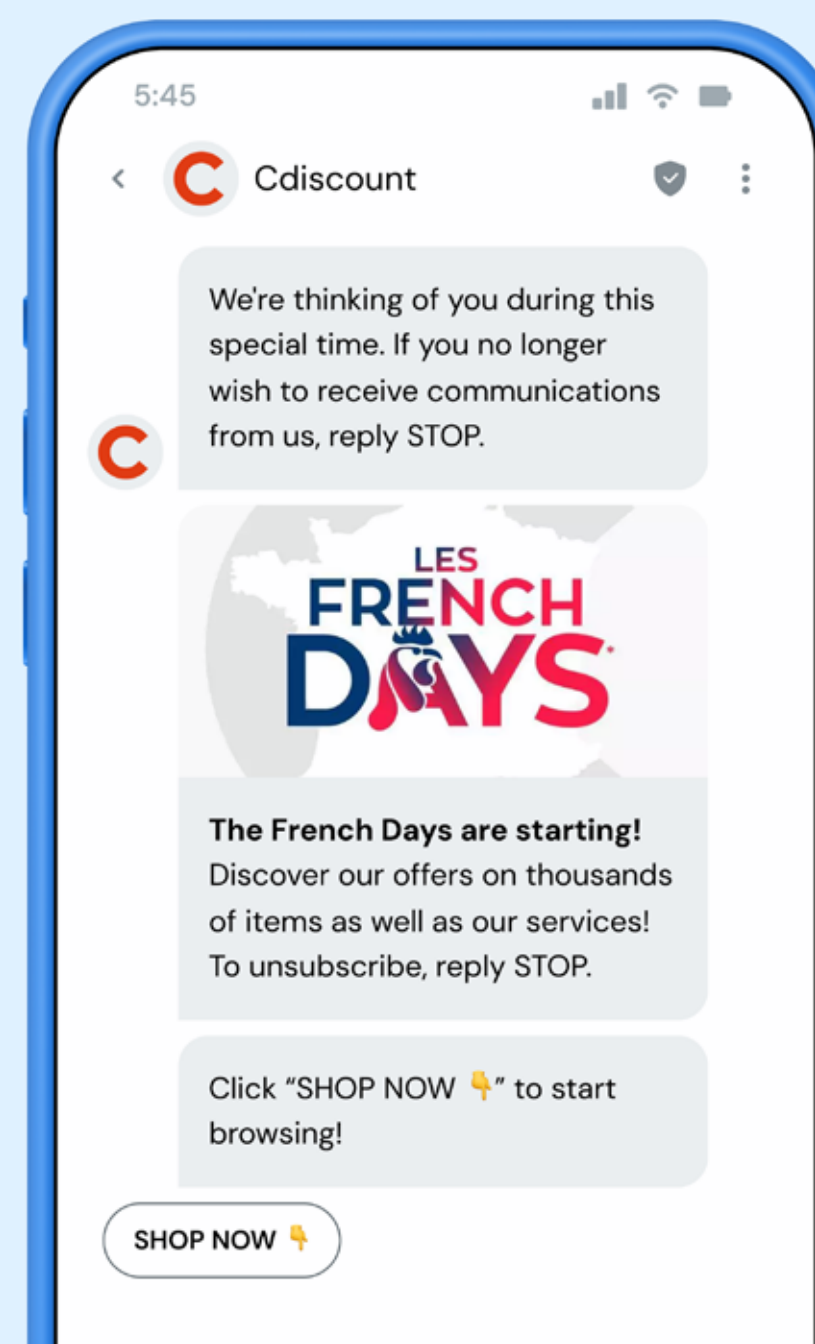 5:45
Cdiscount
We're thinking of you during this
special time. If you no longer
wish to receive communications
from us, reply STOP.
LES
FRENCH
DAYS*
The French Days are starting!
Discover our offers on thousands
of items as well as our services!
To unsubscribe, reply STOP.
Click “SHOP NOW 👇” to start
browsing!
SHOP NOW 👇